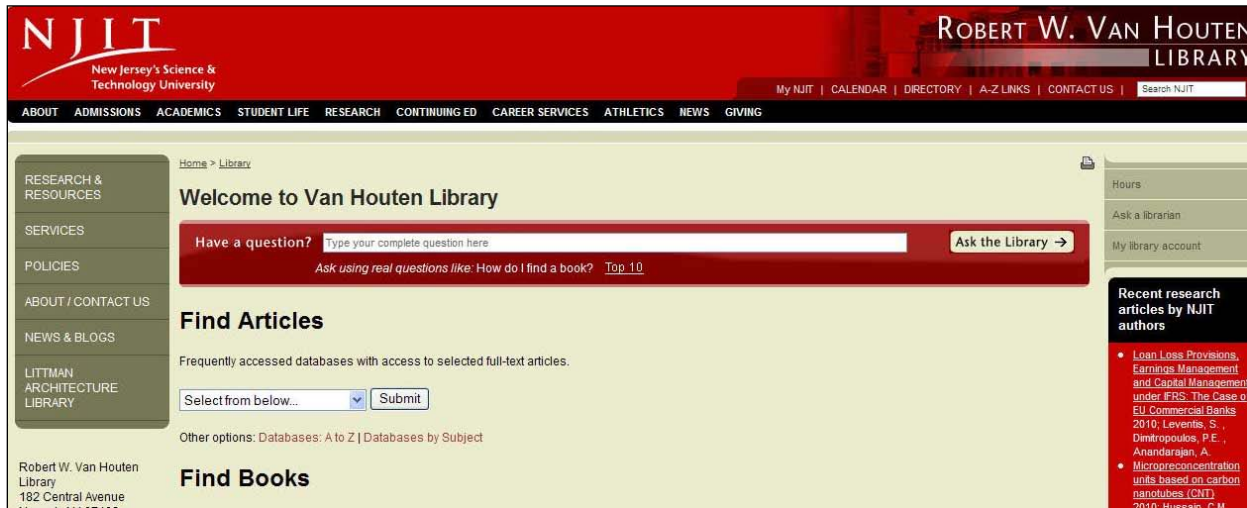 NJIT
New Jersey's Science &
Technology University
ROBERT W. VAN HOUTEN
LIBRARY
My NJIT | CALENDAR | DIRECTORY | A-Z LINKS | CONTACT US |
Search NJIT
ABOUT ADMISSIONS ACADEMICS STUDENT LIFE RESEARCH CONTINUING ED CAREER SERVICES ATHLETICS NEWS GIVING
RESEARCH &
RESOURCES
SERVICES
POLICIES
ABOUT / CONTACT US
NEWS & BLOGS
LITTMAN
ARCHITECTURE
LIBRARY
Robert W. Van Houten
Library
182 Central Avenue
Home > Library
Welcome to Van Houten Library
Have a question? Type your complete question here Ask the Library →
Ask using real questions like: How do I find a book? Top 10
Find Articles
Frequently accessed databases with access to selected full-text articles.
Select from below... Submit
Other options: Databases: A to Z | Databases by Subject
Find Books
Hours
Ask a librarian
My library account
Recent research
articles by NJIT
authors
Loan Loss Provisions,
Earnings Management
and Capital Management
under IFRS: The Case of
EU Commercial Banks
2010; Leventis, S. ,
Dimitropoulos, P.E. ,
Anandarajan, A.
Micropreconcentration
units based on carbon
nanotubes (CNT)
2010; Hussain, C.M.